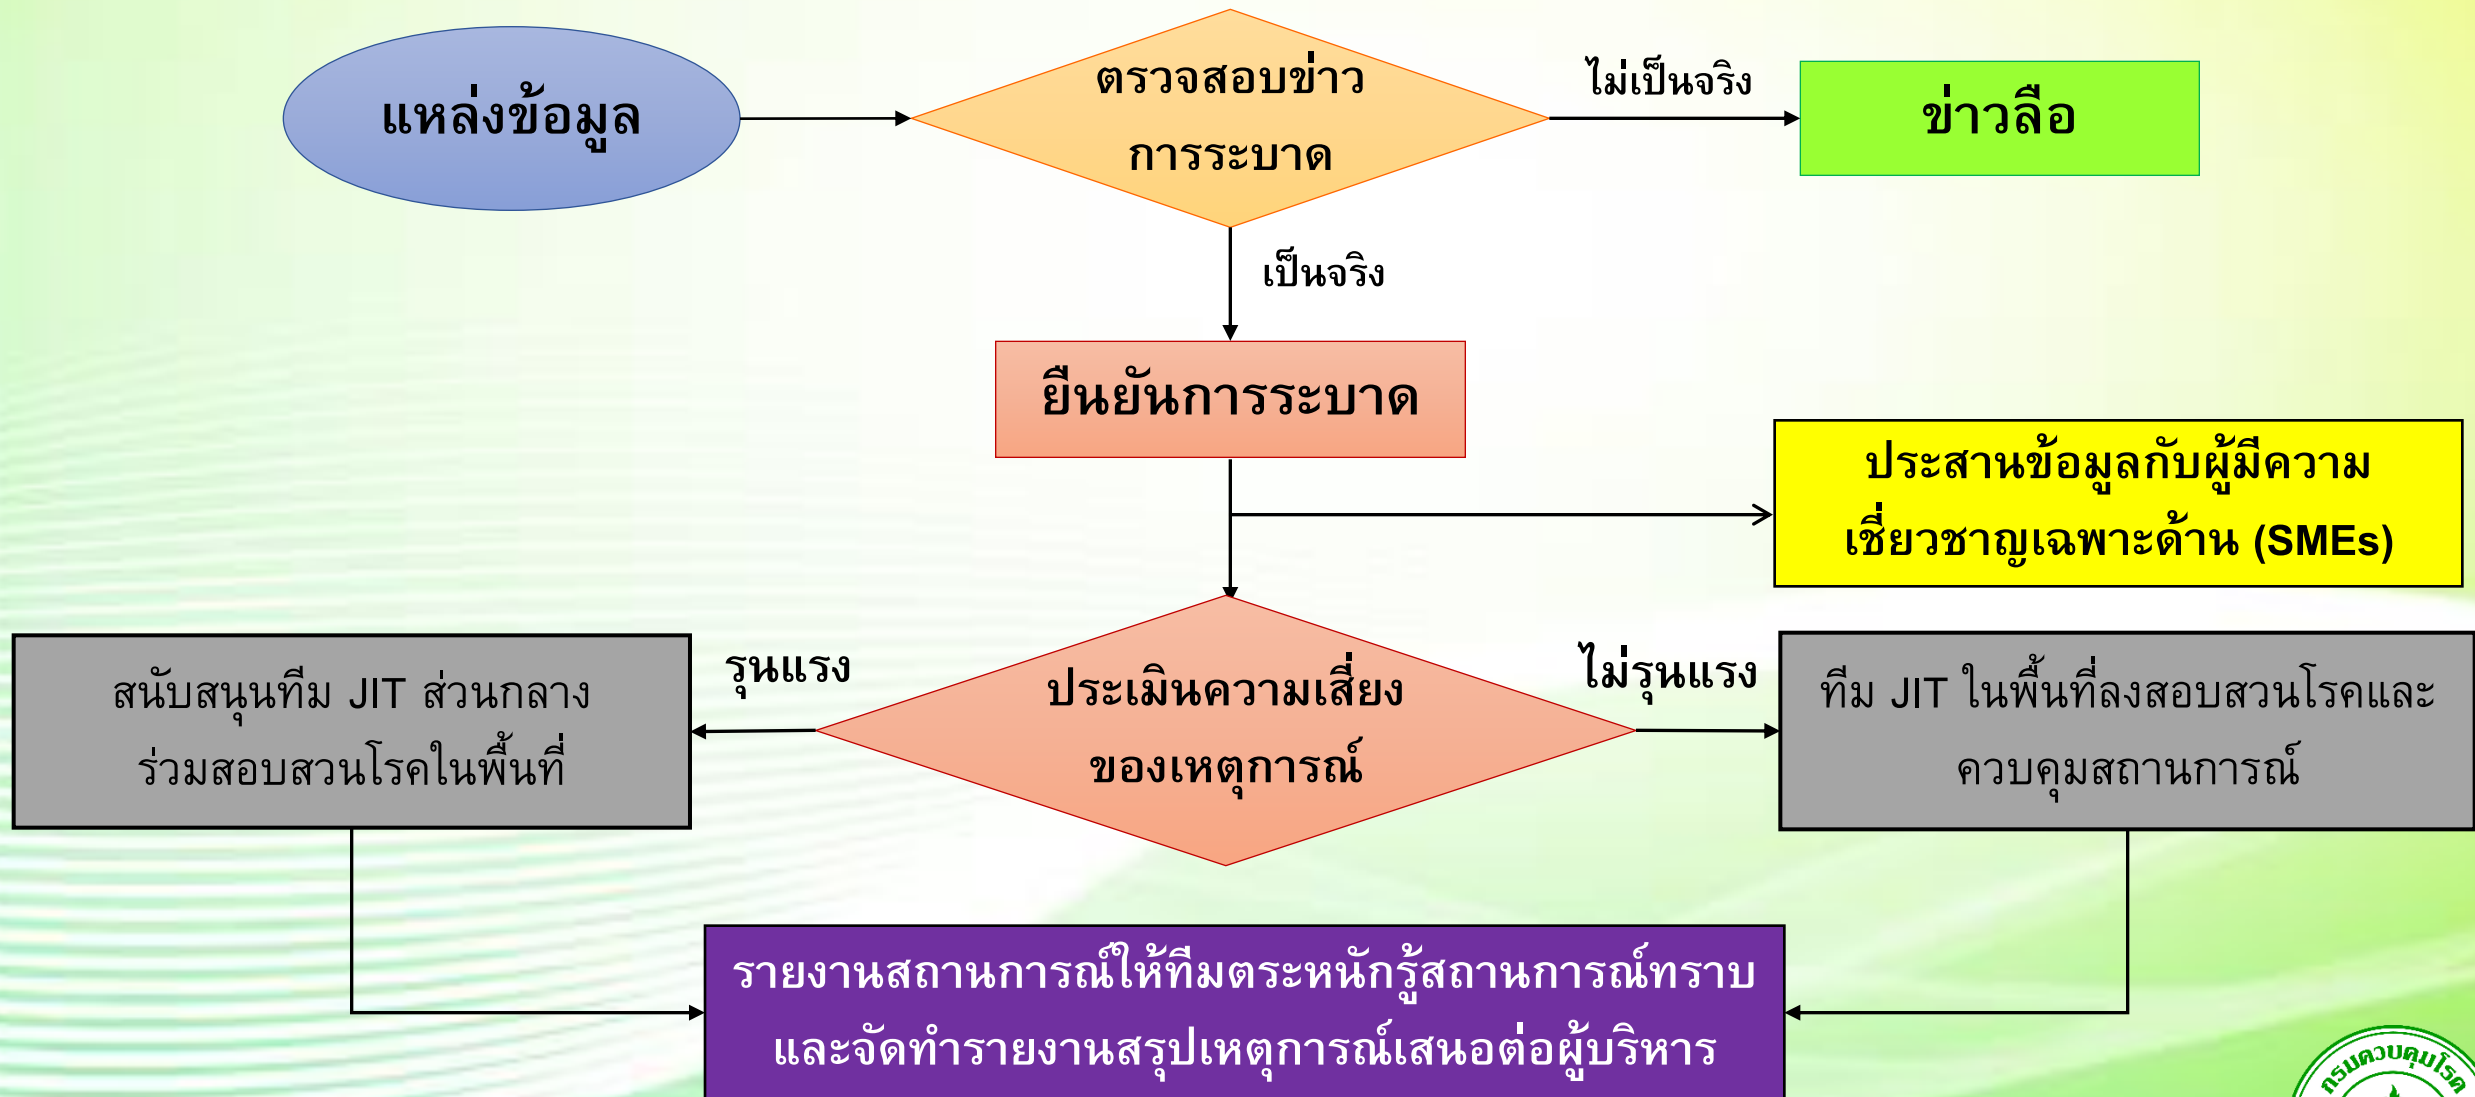 แหล่งข้อมูล
ตรวจสอบข่าว
การระบาด
ไม่เป็นจริง
ข่าวลือ
เป็นจริง
ยืนยันการระบาด
ประสานข้อมูลกับผู้มีความ
เชี่ยวชาญเฉพาะด้าน (SMEs)
รุนแรง
ไม่รุนแรง
สนับสนุนทีม JIT ส่วนกลาง
ร่วมสอบสวนโรคในพื้นที่
ประเมินความเสี่ยง
ของเหตุการณ์
ทีม JIT ในพื้นที่ลงสอบสวนโรคและ
ควบคุมสถานการณ์
รายงานสถานการณ์ให้ทีมตระหนักรู้สถานการณ์ทราบ
และจัดทำรายงานสรุปเหตุการณ์เสนอต่อผู้บริหาร
กรมควบคุมโรค